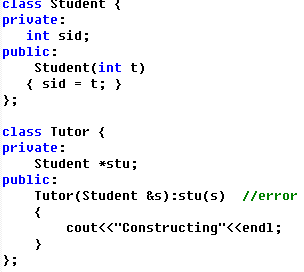 class Student {
private:
int sid;
public:
Student(int t)
{ sid = t; }
};
class Tutor {
private:
Student *stu;
public:
Tutor(Student &s):stu(s)  //error
{
cout<<"Constructing"<<endl;
}
};